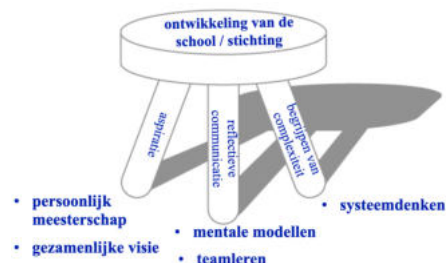 ontwikkeling van de
school / stichting
aspiratie
reflectieve
communicatie
begrijpen van
complexiteit
• persoonlijk
meesterschap
• gezamenlijke visie
• mentale modellen
• teamleren
• systeemdenken